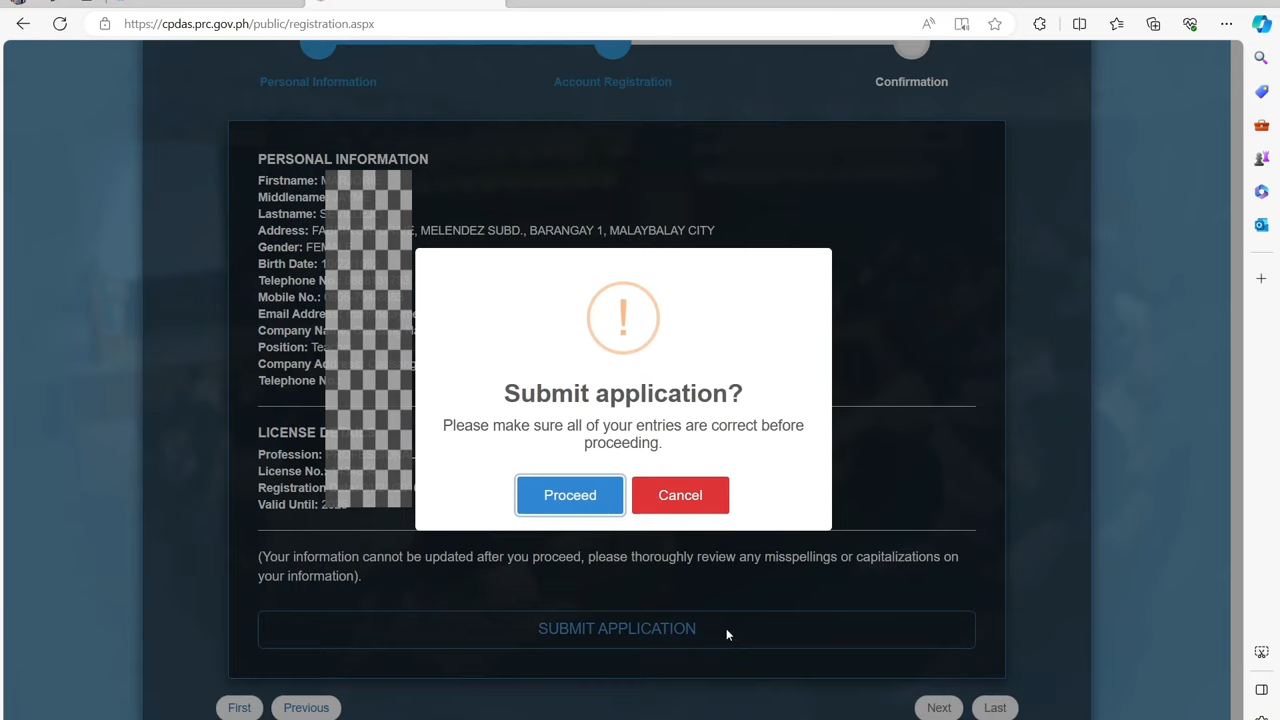 https://cpdas.prc.gov.ph/public/registration.aspx
Personal Information
Account Registration
Confirmation
PERSONAL INFORMATION
Firstname:
Middlename:
Lastname:
Address: MELENDEZ SUBD., BARANGAY 1, MALAYBALAY CITY
Gender:
Birth Date:
Telephone
Mobile No.:
Email Address
Company
Position:
Company
Telephone
LICENSE
Profession:
License No.:
Registration
Valid Until:
Submit application?
Please make sure all of your entries are correct before
proceeding.
Proceed
Cancel
(Your information cannot be updated after you proceed, please thoroughly review any misspellings or capitalizations on
your information).
SUBMIT APPLICATION
First
Previous
Next
Last